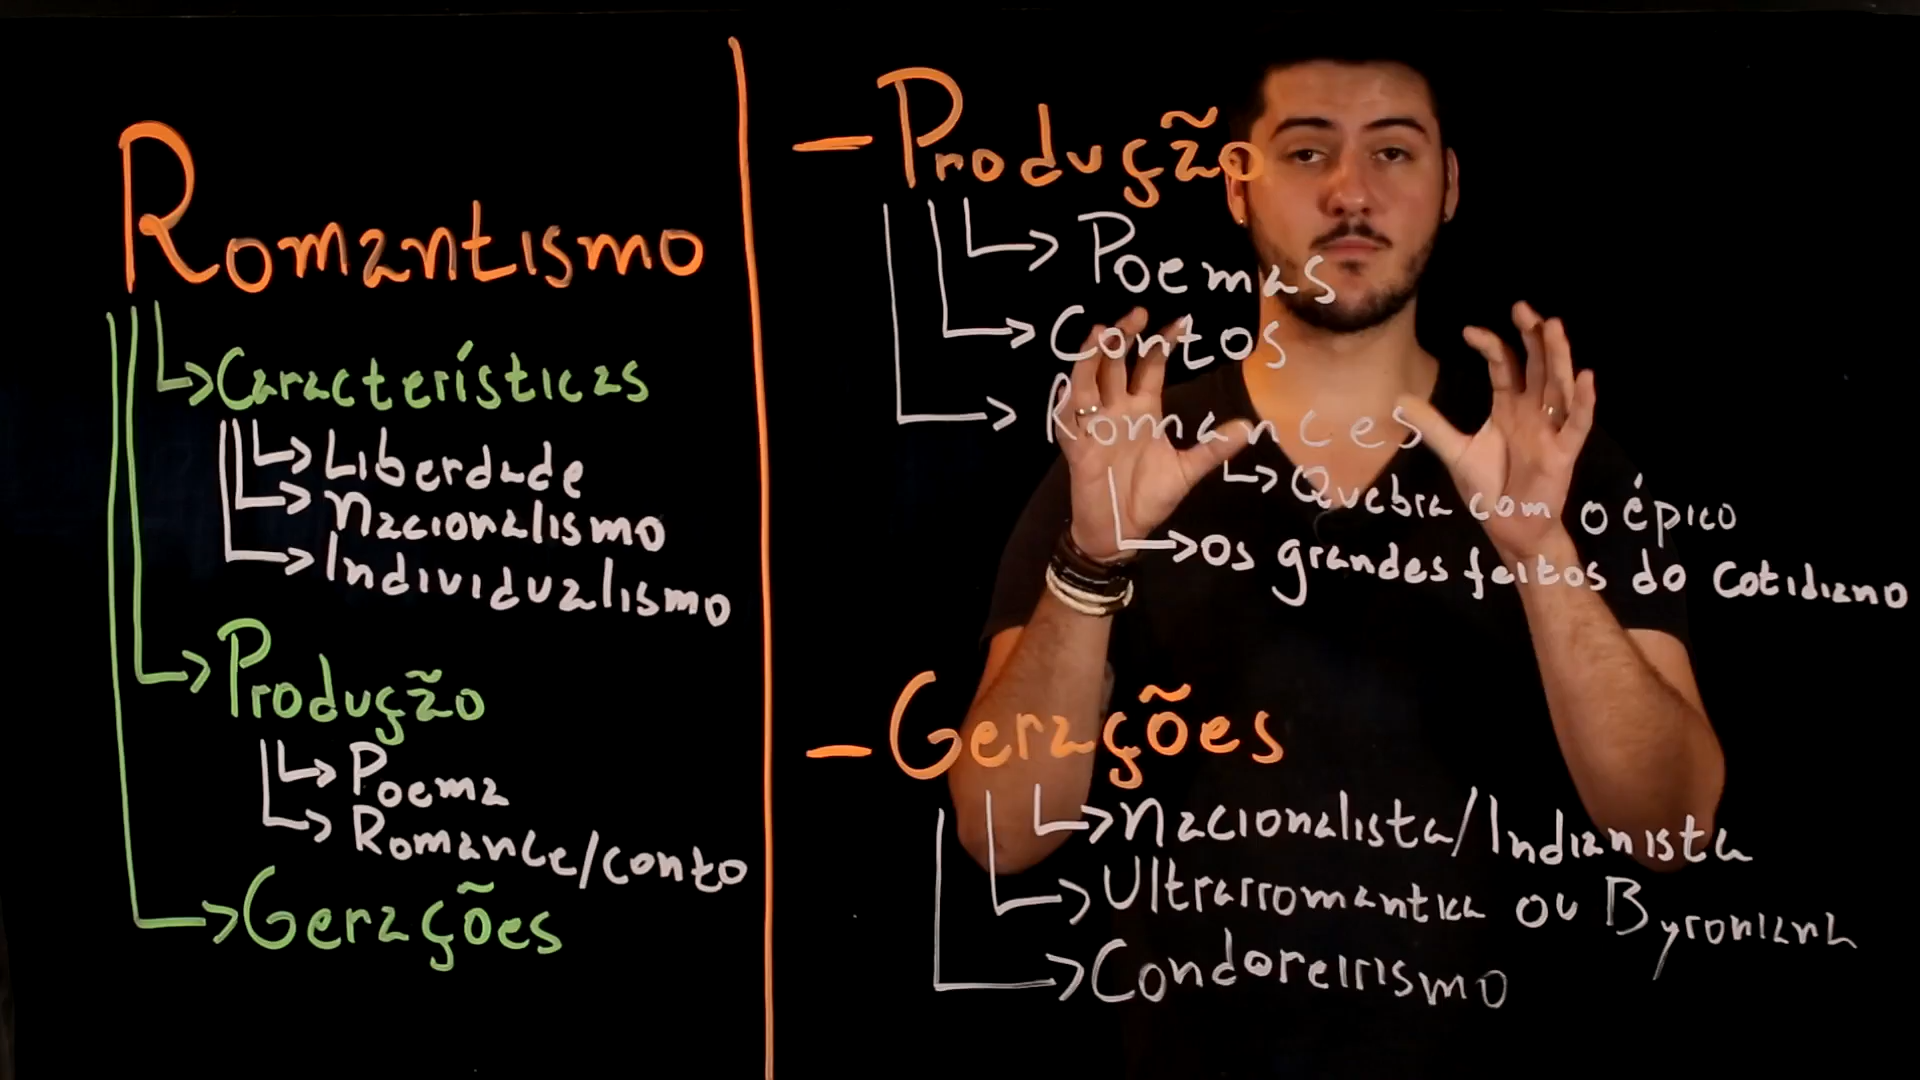 Romantismo
Características
Liberdade
Nacionalismo
Individualismo
Produção
Poema
Romance/conto
Gerações
- Produção
Poemas
Contos
Romances
Quebra com o épico
Os grandes feitos do cotidiano
- Gerações
Nacionalista/Indianista
Ultrarromantica ou Byroniana
Condoreirismo